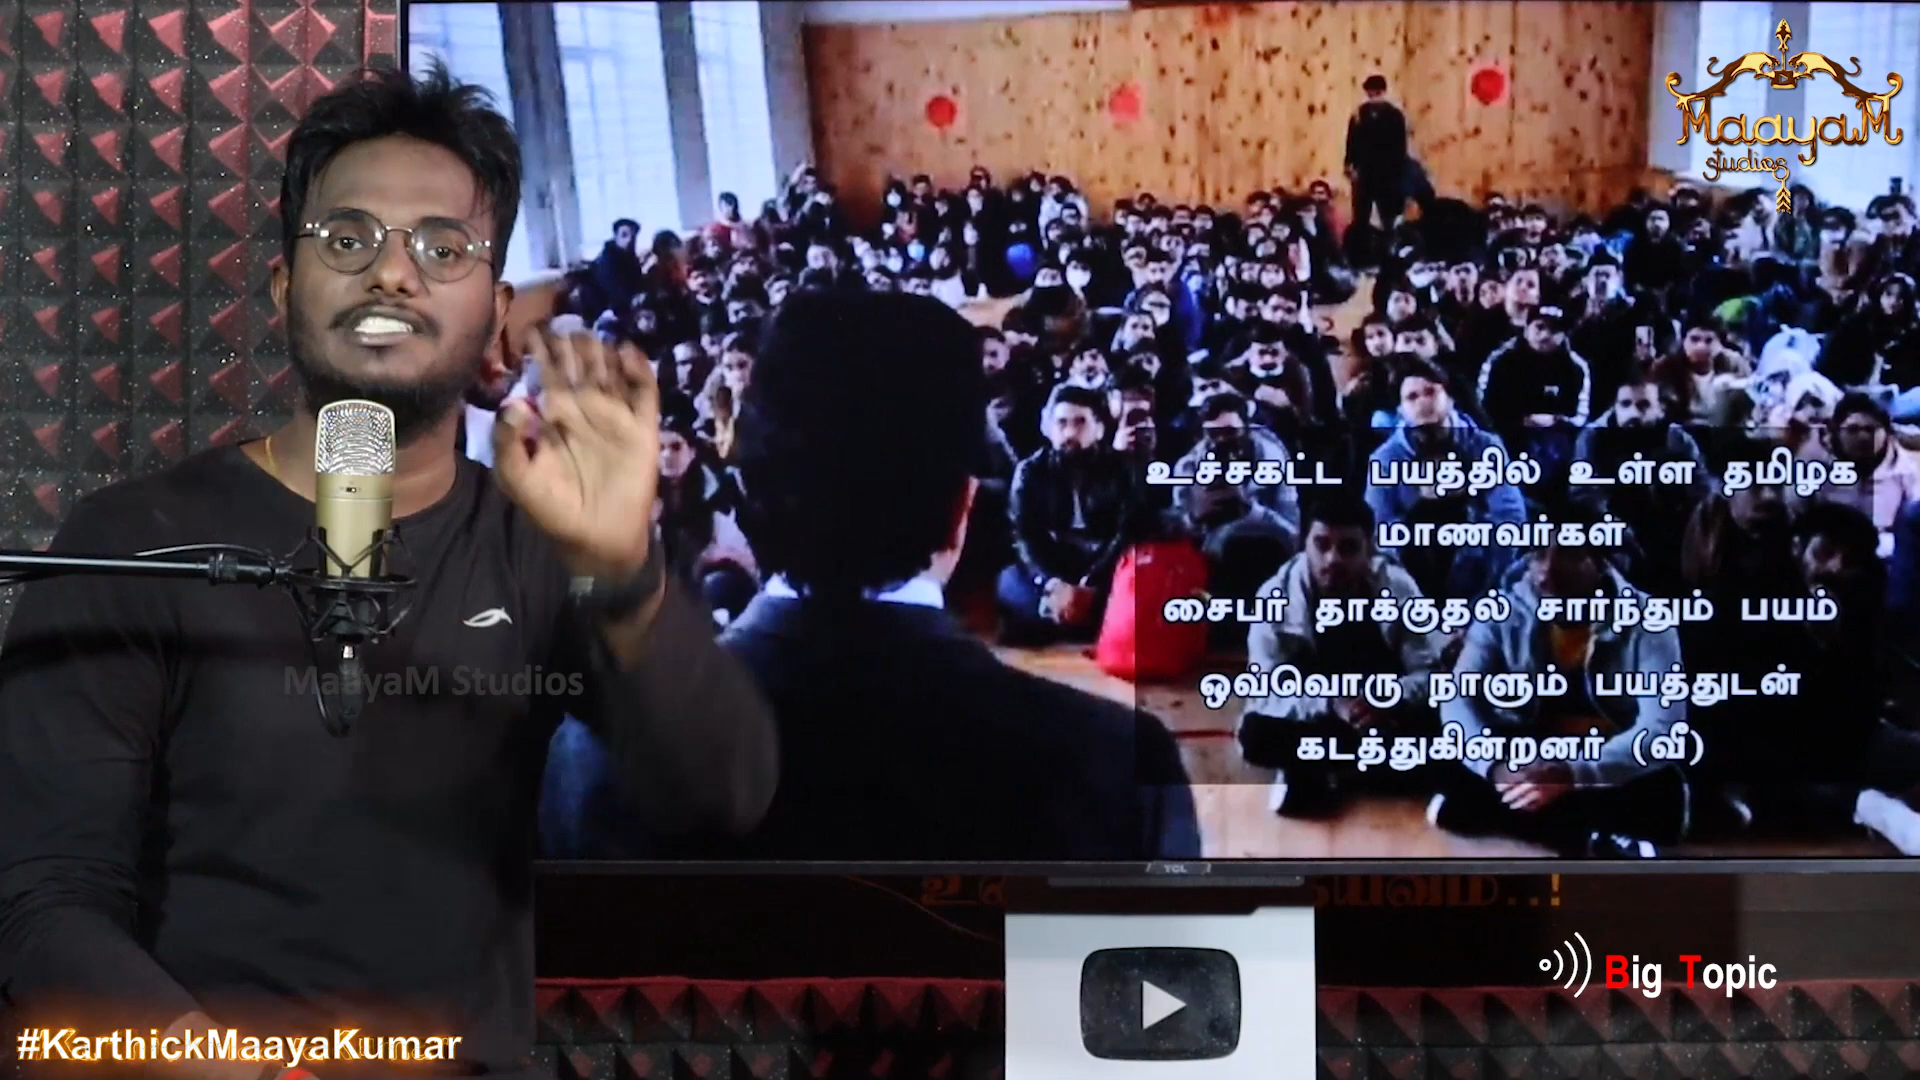 MaayaM
studios
உச்சகட்ட பயத்தில் உள்ள தமிழக
மாணவர்கள்
சைபர் தாக்குதல் சார்ந்தும் பயம்
ஒவ்வொரு நாளும் பயத்துடன்
கடத்துகின்றனர் (வீ)
MaayaM Studios
TCL
Big Topic
#KarthickMaayaKumar